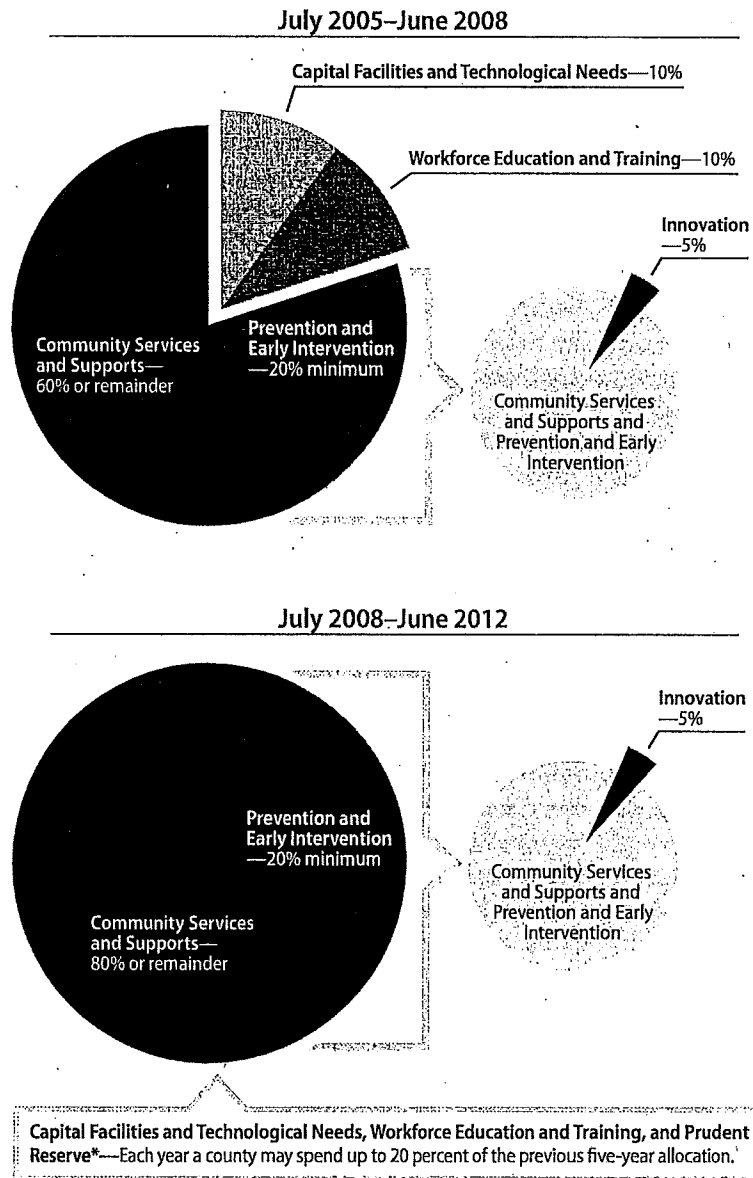 July 2005–June 2008
Capital Facilities and Technological Needs—10%
Workforce Education and Training—10%
Innovation
—5%
Prevention and
Early Intervention
—20% minimum
Community Services
and Supports—
60% or remainder
Community Services
and Supports and
Prevention and Early
Intervention
July 2008–June 2012
Innovation
—5%
Prevention and
Early Intervention
—20% minimum
Community Services
and Supports and
Prevention and Early
Intervention
Community Services
and Supports—
80% or remainder
Capital Facilities and Technological Needs, Workforce Education and Training, and Prudent
Reserve*—Each year a county may spend up to 20 percent of the previous five-year allocation.